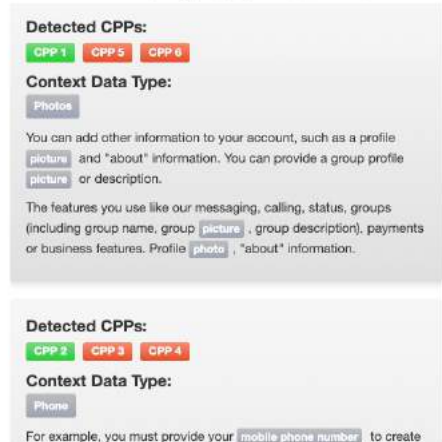 Detected CPPs:
CPP 1 CPP 5 CPP 6
Context Data Type:
Photos
You can add other information to your account, such as a profile
picture and "about" information. You can provide a group profile
picture or description.
The features you use like our messaging, calling, status, groups
(including group name, group picture , group description), payments
or business features. Profile photo , "about" information.
Detected CPPs:
CPP 2 CPP 3 CPP 4
Context Data Type:
Phone
For example, you must provide your mobile phone number to create